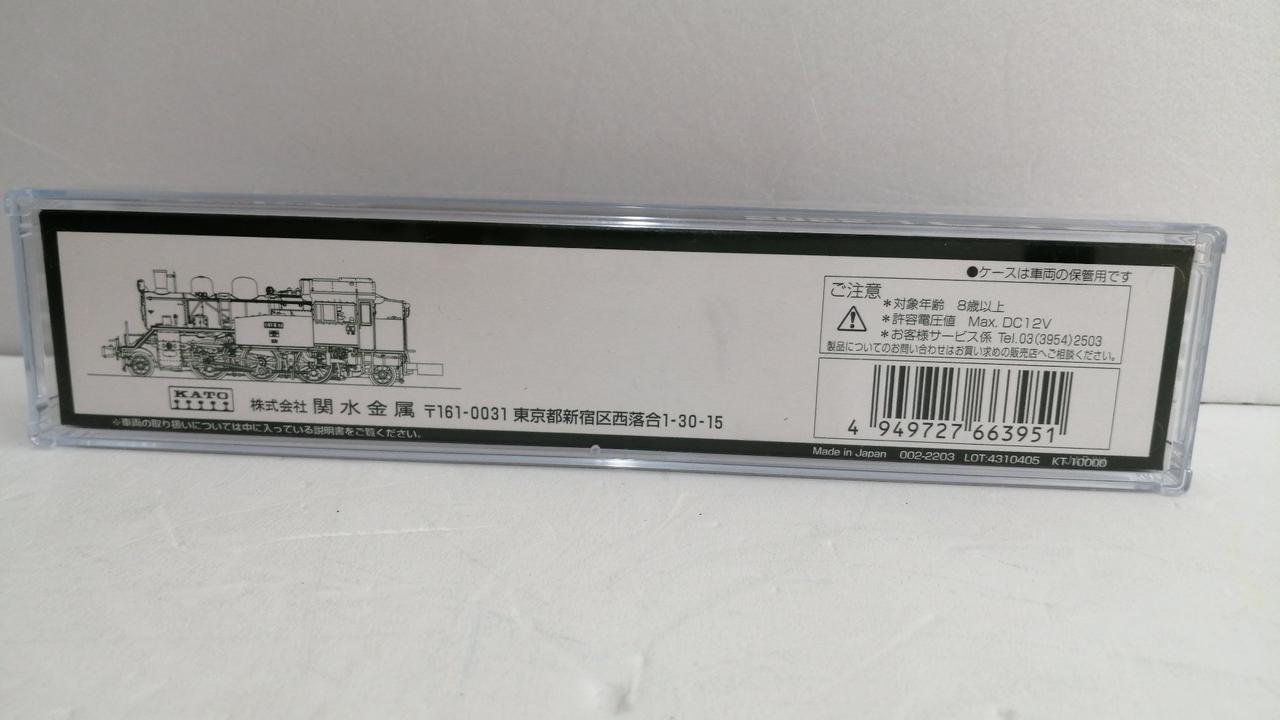 ●ケースは車両の保管用です
ご注意
＊対象年齢 8歳以上
＊許容電圧値 Max. DC12V
＊お客様サービス係 Tel.03(3954)2503
製品についてのお問い合わせはお買い求めの販売店へご相談ください。
KATO
株式会社 関水金属 〒161-0031 東京都新宿区西落合1-30-15
※車両の取り扱いについては中に入っている説明書をご覧ください。
4 949727 663951
Made in Japan 002-2203 LOT:4310405 KT-10000